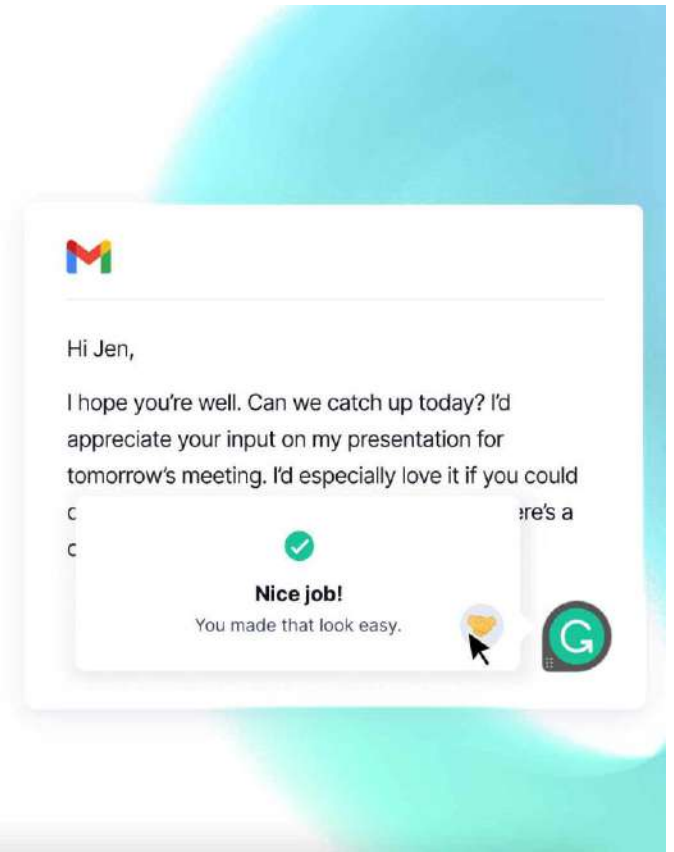 Hi Jen,
I hope you're well. Can we catch up today? I'd
appreciate your input on my presentation for
tomorrow's meeting. I'd especially love it if you could
a
Nice job!
You made that look easy.